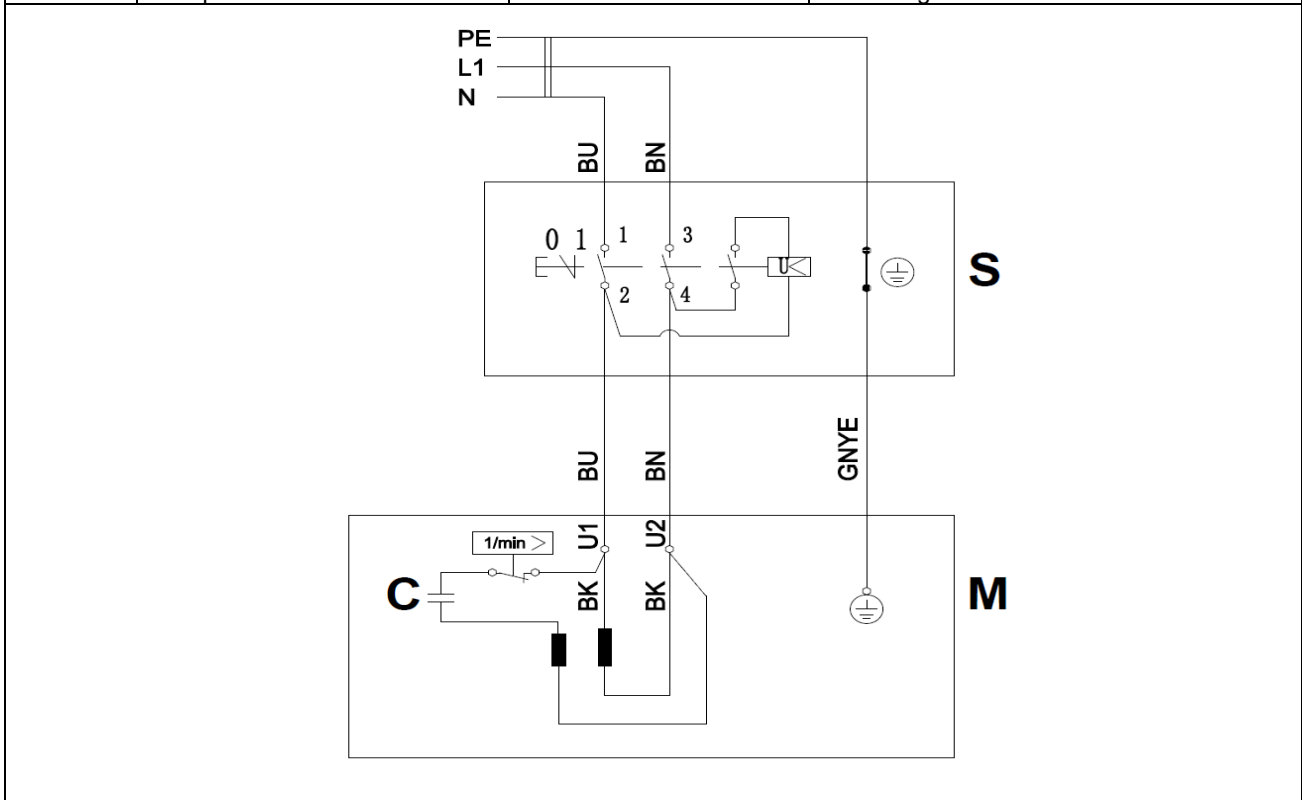 PE
L1
N
BU BN
0 1 1 3
U<
2 4
S
BU BN GNYE
U1 U2
1/min >
C BK BK M